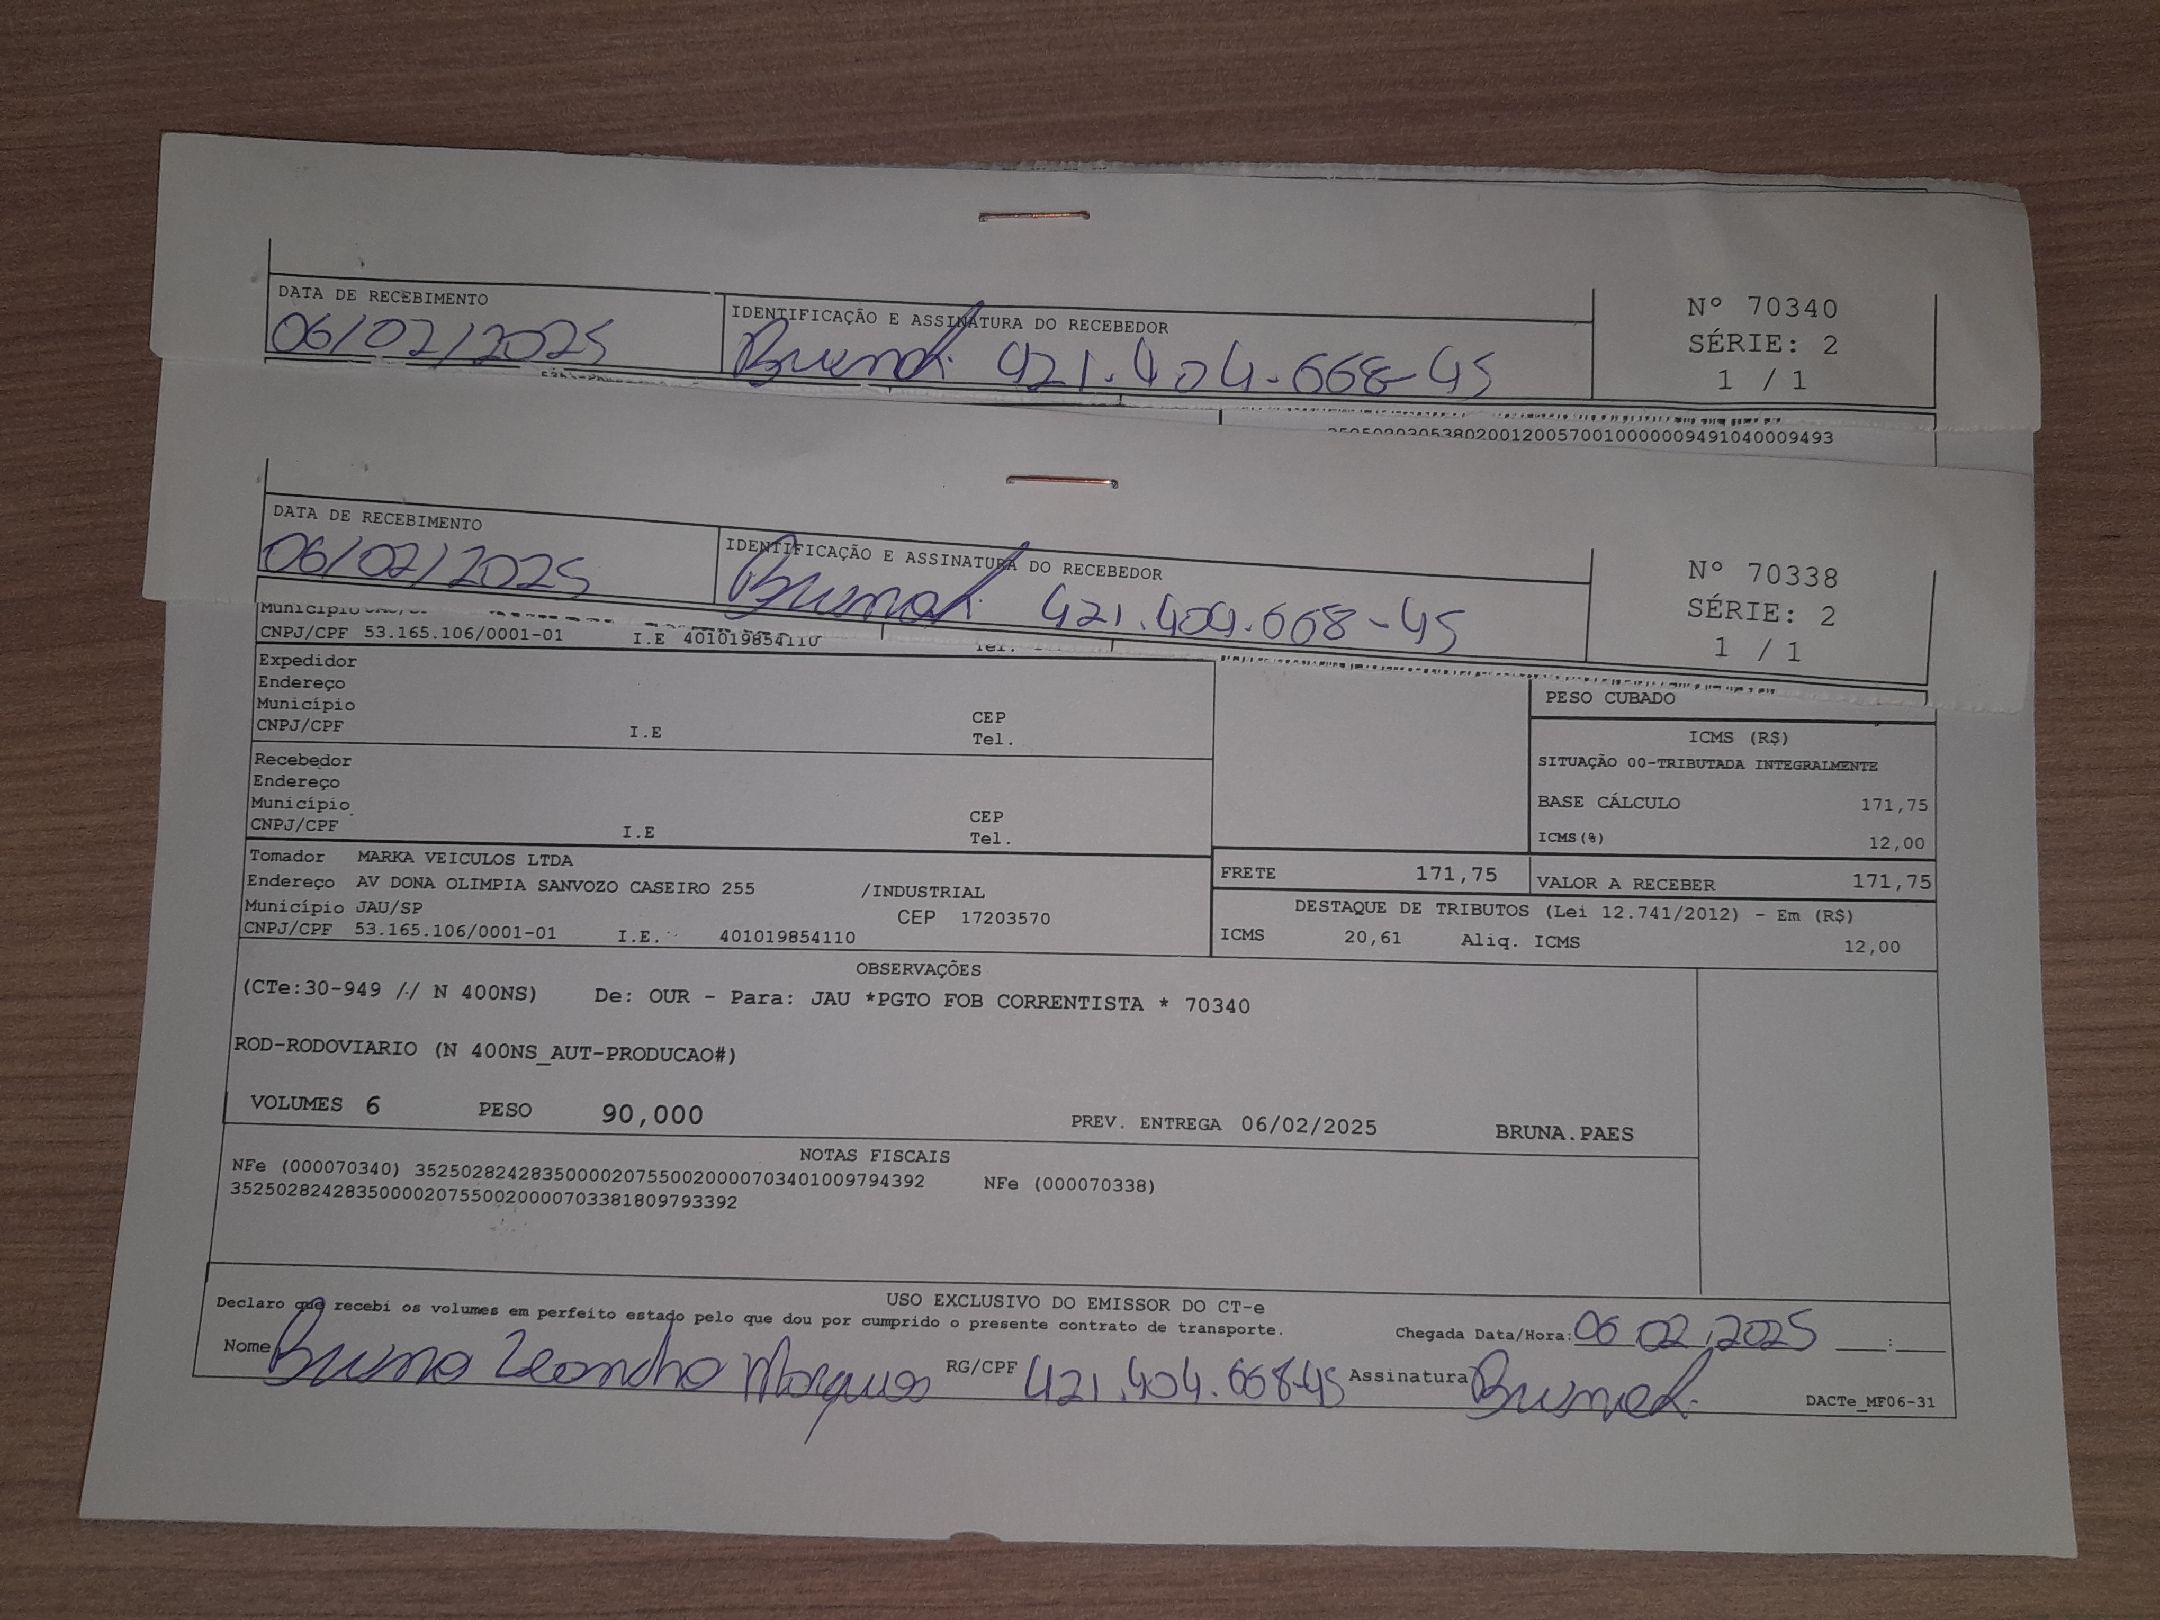 DATA DE RECEBIMENTO
06/02/2025
IDENTIFICAÇÃO E ASSINATURA DO RECEBEDOR
421.404.668-45
Nº 70340
SÉRIE: 2
1 / 1
02001200570010000009491040009493
DATA DE RECEBIMENTO
06/02/2025
IDENTIFICAÇÃO E ASSINATURA DO RECEBEDOR
421.404.668-45
Nº 70338
SÉRIE: 2
1 / 1
Município
CNPJ/CPF 53.165.106/0001-01 I.E 401019854110 Tel.
Expedidor
Endereço
Município CEP
CNPJ/CPF I.E Tel.
Recebedor
Endereço
Município CEP
CNPJ/CPF I.E Tel.
PESO CUBADO
ICMS (R$)
SITUAÇÃO 00-TRIBUTADA INTEGRALMENTE
BASE CÁLCULO 171,75
ICMS(%) 12,00
Tomador MARKA VEICULOS LTDA
Endereço AV DONA OLIMPIA SANVOZO CASEIRO 255 /INDUSTRIAL
Município JAU/SP CEP 17203570
CNPJ/CPF 53.165.106/0001-01 I.E. 401019854110
FRETE 171,75 VALOR A RECEBER 171,75
DESTAQUE DE TRIBUTOS (Lei 12.741/2012) - Em (R$)
ICMS 20,61 Aliq. ICMS 12,00
OBSERVAÇÕES
(CTe:30-949 // N 400NS) De: OUR - Para: JAU *PGTO FOB CORRENTISTA * 70340
ROD-RODOVIARIO (N 400NS_AUT-PRODUCAO#)
VOLUMES 6 PESO 90,000 PREV. ENTREGA 06/02/2025 BRUNA.PAES
NOTAS FISCAIS
NFe (000070340) 35250282428350000207550020000703401009794392 NFe (000070338)
35250282428350000207550020000703381809793392
USO EXCLUSIVO DO EMISSOR DO CT-e
Declaro que recebi os volumes em perfeito estado pelo que dou por cumprido o presente contrato de transporte.
Chegada Data/Hora: 06 02 2025 ___:___
Nome Bruno Leandro Marques RG/CPF 421.404.668-45 Assinatura
DACTe_MF06-31